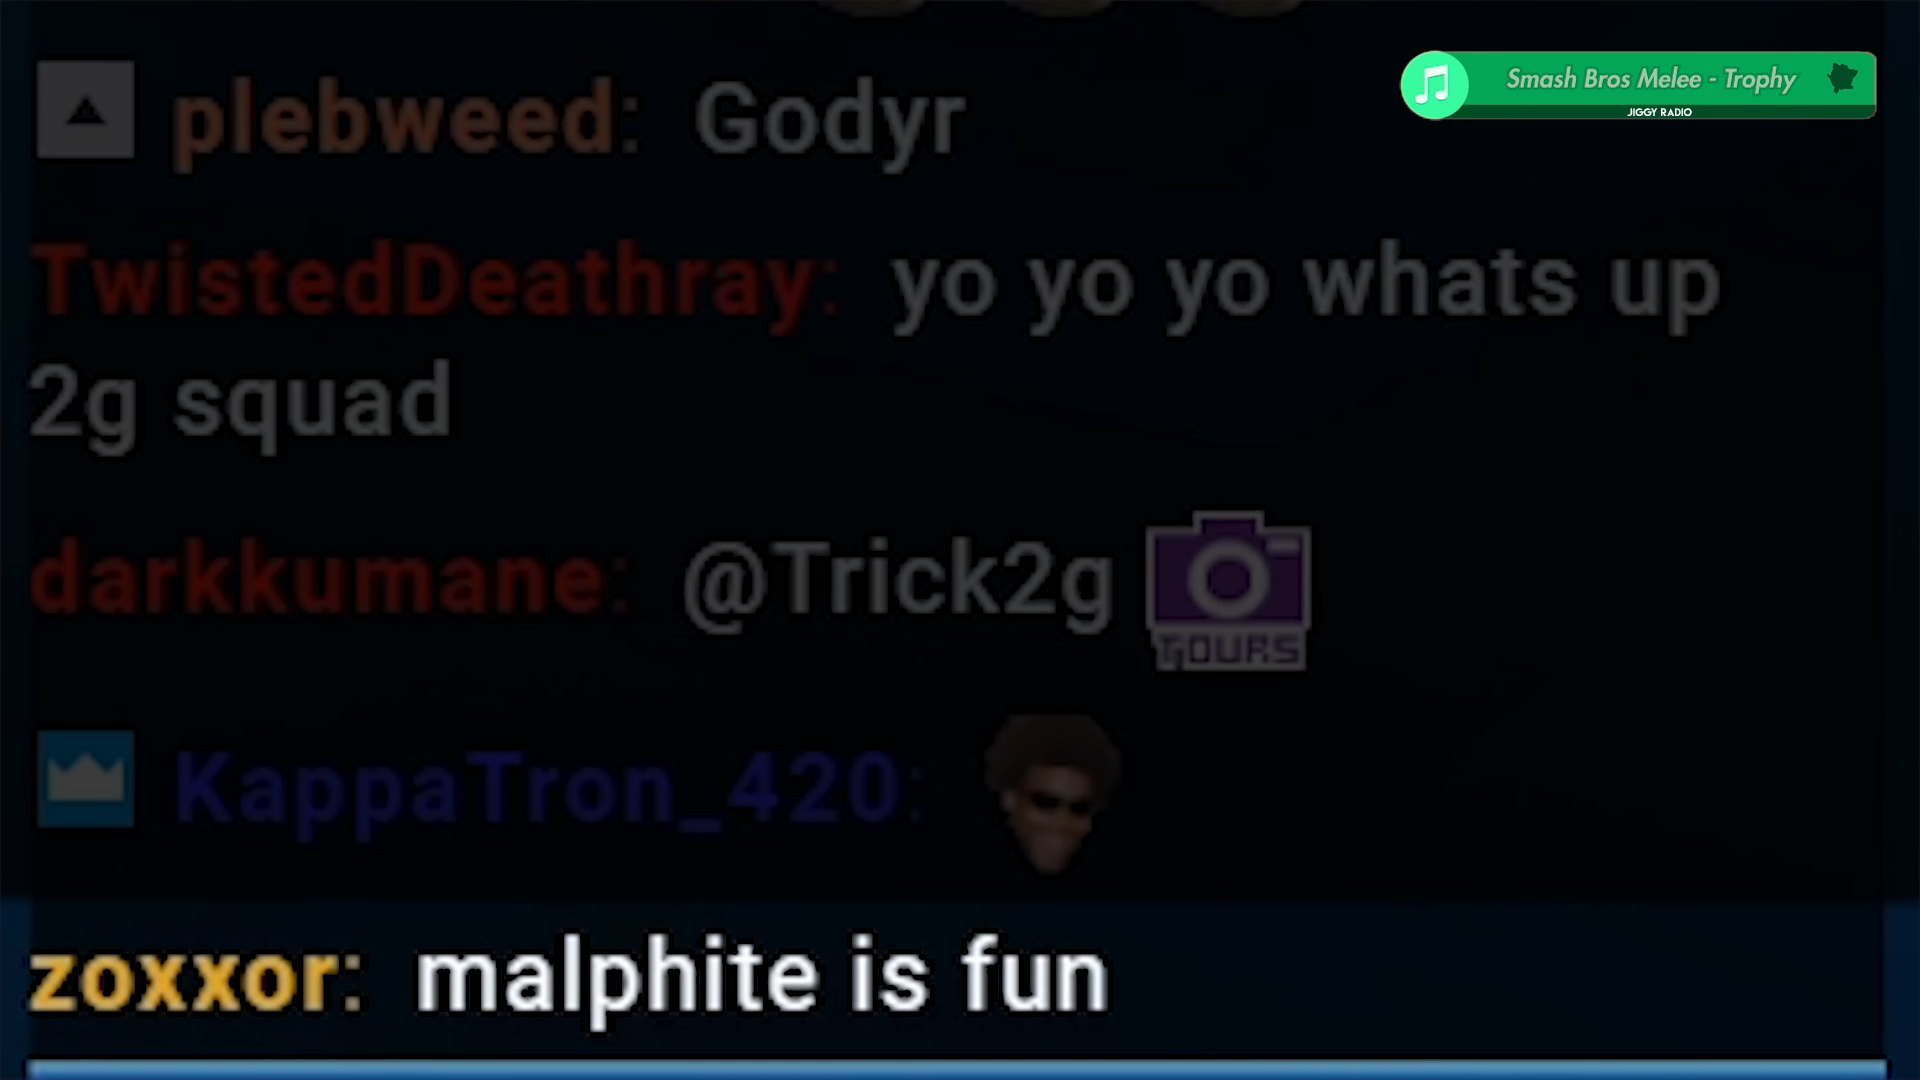 Smash Bros Melee - Trophy
JIGGY RADIO
plebweed: Godyr
TwistedDeathray: yo yo yo whats up
2g squad
darkkumane: @Trick2g
TOURS
KappaTron_420:
zoxxor: malphite is fun